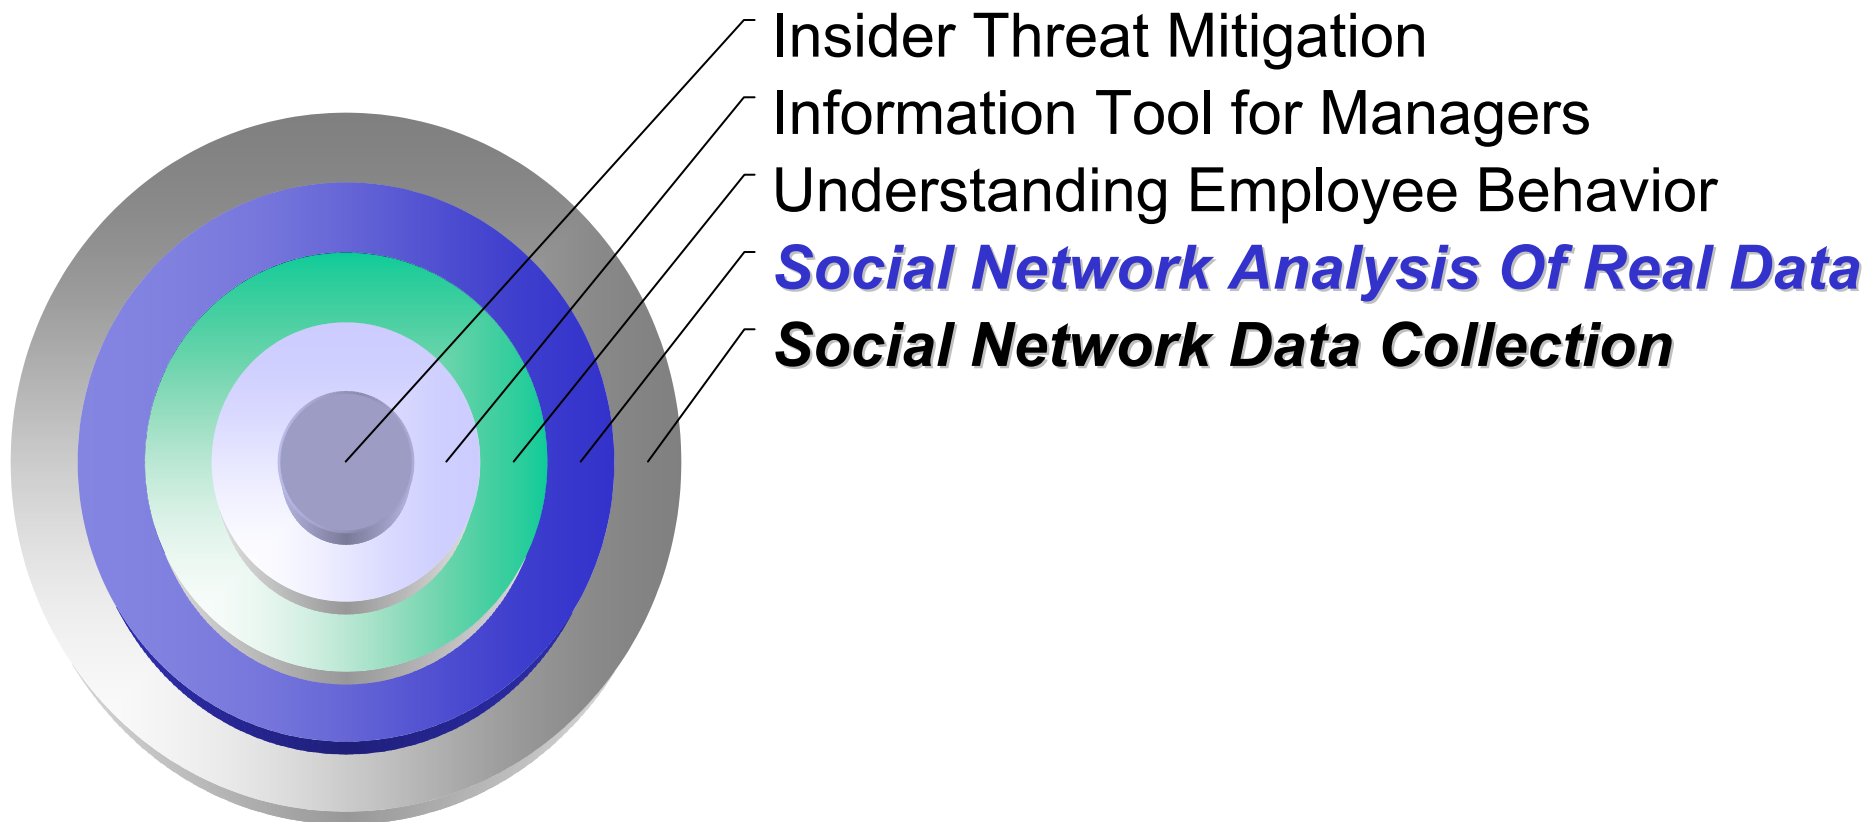 Insider Threat Mitigation
Information Tool for Managers
Understanding Employee Behavior
Social Network Analysis Of Real Data
Social Network Data Collection